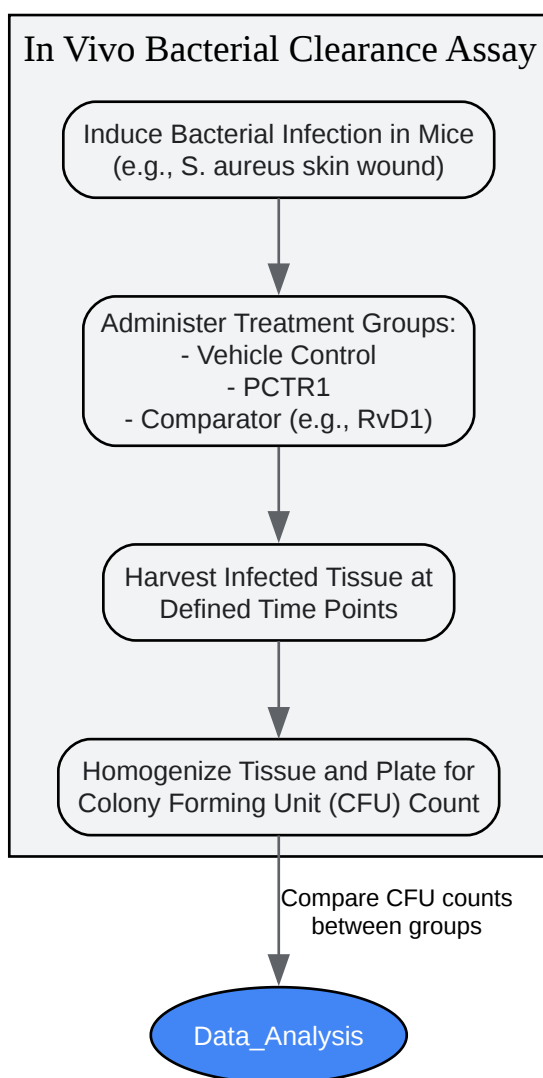 In Vivo Bacterial Clearance Assay
Induce Bacterial Infection in Mice
(e.g., S. aureus skin wound)
Administer Treatment Groups:
- Vehicle Control
- PCTR1
- Comparator (e.g., RvD1)
Harvest Infected Tissue at
Defined Time Points
Homogenize Tissue and Plate for
Colony Forming Unit (CFU) Count
Compare CFU counts
between groups
Data_Analysis